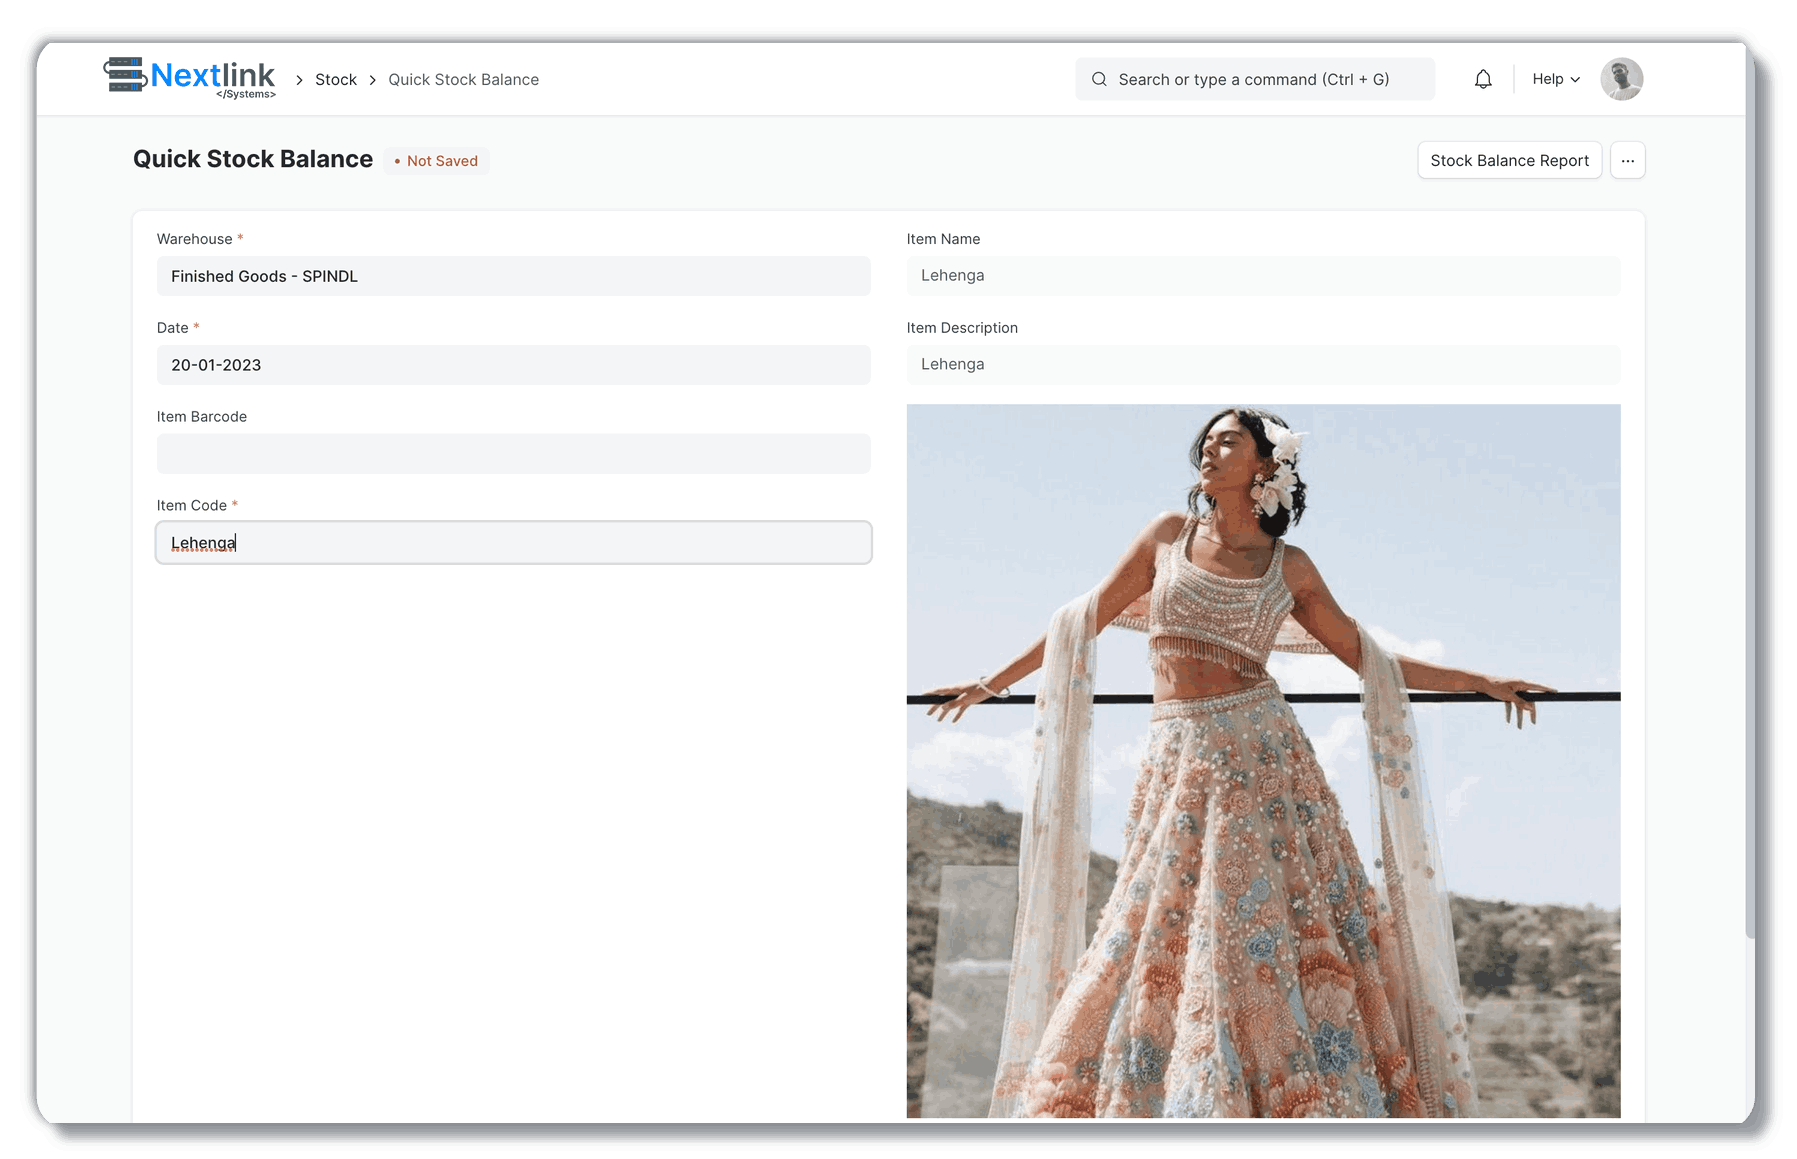 Nextlink
</Systems>
Stock
Quick Stock Balance
Search or type a command (Ctrl + G)
Help
Quick Stock Balance
• Not Saved
Stock Balance Report
...
Warehouse *
Finished Goods - SPINDL
Date *
20-01-2023
Item Barcode
Item Code *
Lehenga
Item Name
Lehenga
Item Description
Lehenga